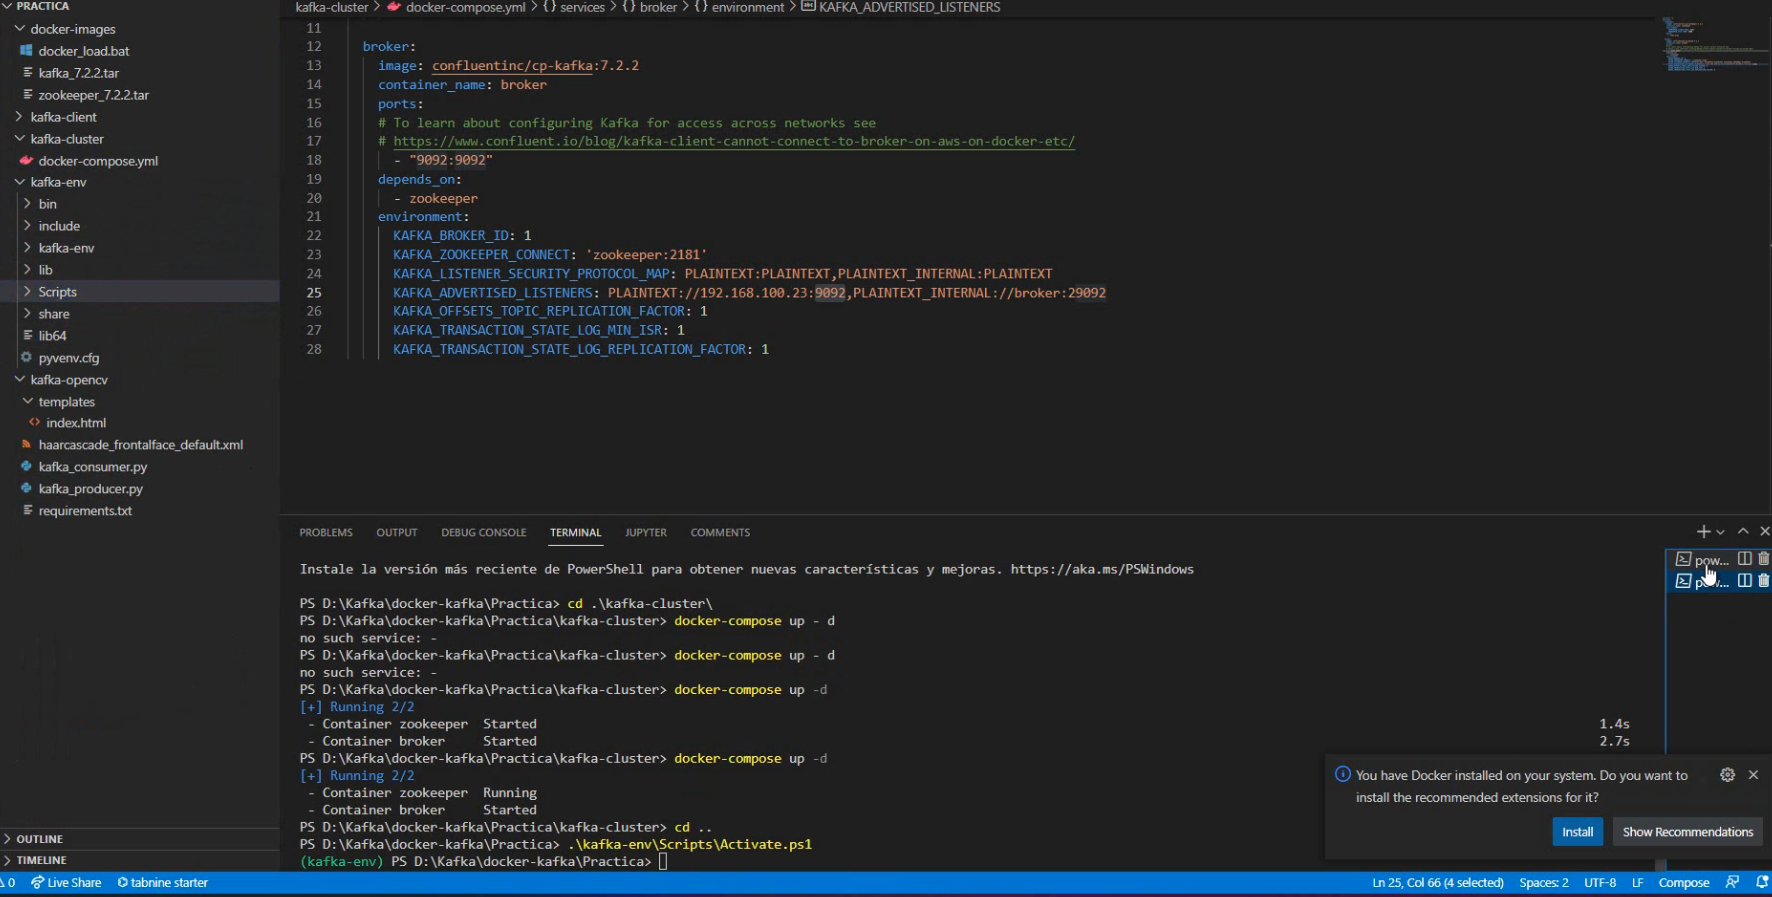 PRACTICA
docker-images
docker_load.bat
kafka_7.2.2.tar
zookeeper_7.2.2.tar
kafka-client
kafka-cluster
docker-compose.yml
kafka-env
bin
include
kafka-env
lib
Scripts
share
lib64
pyvenv.cfg
kafka-opencv
templates
index.html
haarcascade_frontalface_default.xml
kafka_consumer.py
kafka_producer.py
requirements.txt
OUTLINE
TIMELINE
kafka-cluster > docker-compose.yml > {} services > {} broker > {} environment > KAFKA_ADVERTISED_LISTENERS
11
12 broker:
13 image: confluentinc/cp-kafka:7.2.2
14 container_name: broker
15 ports:
16 # To learn about configuring Kafka for access across networks see
17 # https://www.confluent.io/blog/kafka-client-cannot-connect-to-broker-on-aws-on-docker-etc/
18 - "9092:9092"
19 depends_on:
20 - zookeeper
21 environment:
22 KAFKA_BROKER_ID: 1
23 KAFKA_ZOOKEEPER_CONNECT: 'zookeeper:2181'
24 KAFKA_LISTENER_SECURITY_PROTOCOL_MAP: PLAINTEXT:PLAINTEXT,PLAINTEXT_INTERNAL:PLAINTEXT
25 KAFKA_ADVERTISED_LISTENERS: PLAINTEXT://192.168.100.23:9092,PLAINTEXT_INTERNAL://broker:29092
26 KAFKA_OFFSETS_TOPIC_REPLICATION_FACTOR: 1
27 KAFKA_TRANSACTION_STATE_LOG_MIN_ISR: 1
28 KAFKA_TRANSACTION_STATE_LOG_REPLICATION_FACTOR: 1
PROBLEMS OUTPUT DEBUG CONSOLE TERMINAL JUPYTER COMMENTS
Instale la versión más reciente de PowerShell para obtener nuevas características y mejoras. https://aka.ms/PSWindows
PS D:\Kafka\docker-kafka\Practica> cd .\kafka-cluster\
PS D:\Kafka\docker-kafka\Practica\kafka-cluster> docker-compose up - d
no such service: -
PS D:\Kafka\docker-kafka\Practica\kafka-cluster> docker-compose up - d
no such service: -
PS D:\Kafka\docker-kafka\Practica\kafka-cluster> docker-compose up -d
[+] Running 2/2
- Container zookeeper Started 1.4s
- Container broker Started 2.7s
PS D:\Kafka\docker-kafka\Practica\kafka-cluster> docker-compose up -d
[+] Running 2/2
- Container zookeeper Running
- Container broker Started
PS D:\Kafka\docker-kafka\Practica\kafka-cluster> cd ..
PS D:\Kafka\docker-kafka\Practica> .\kafka-env\Scripts\Activate.ps1
(kafka-env) PS D:\Kafka\docker-kafka\Practica>
pow...
You have Docker installed on your system. Do you want to
install the recommended extensions for it?
Install Show Recommendations
0 Live Share tabnine starter
Ln 25, Col 66 (4 selected) Spaces: 2 UTF-8 LF Compose